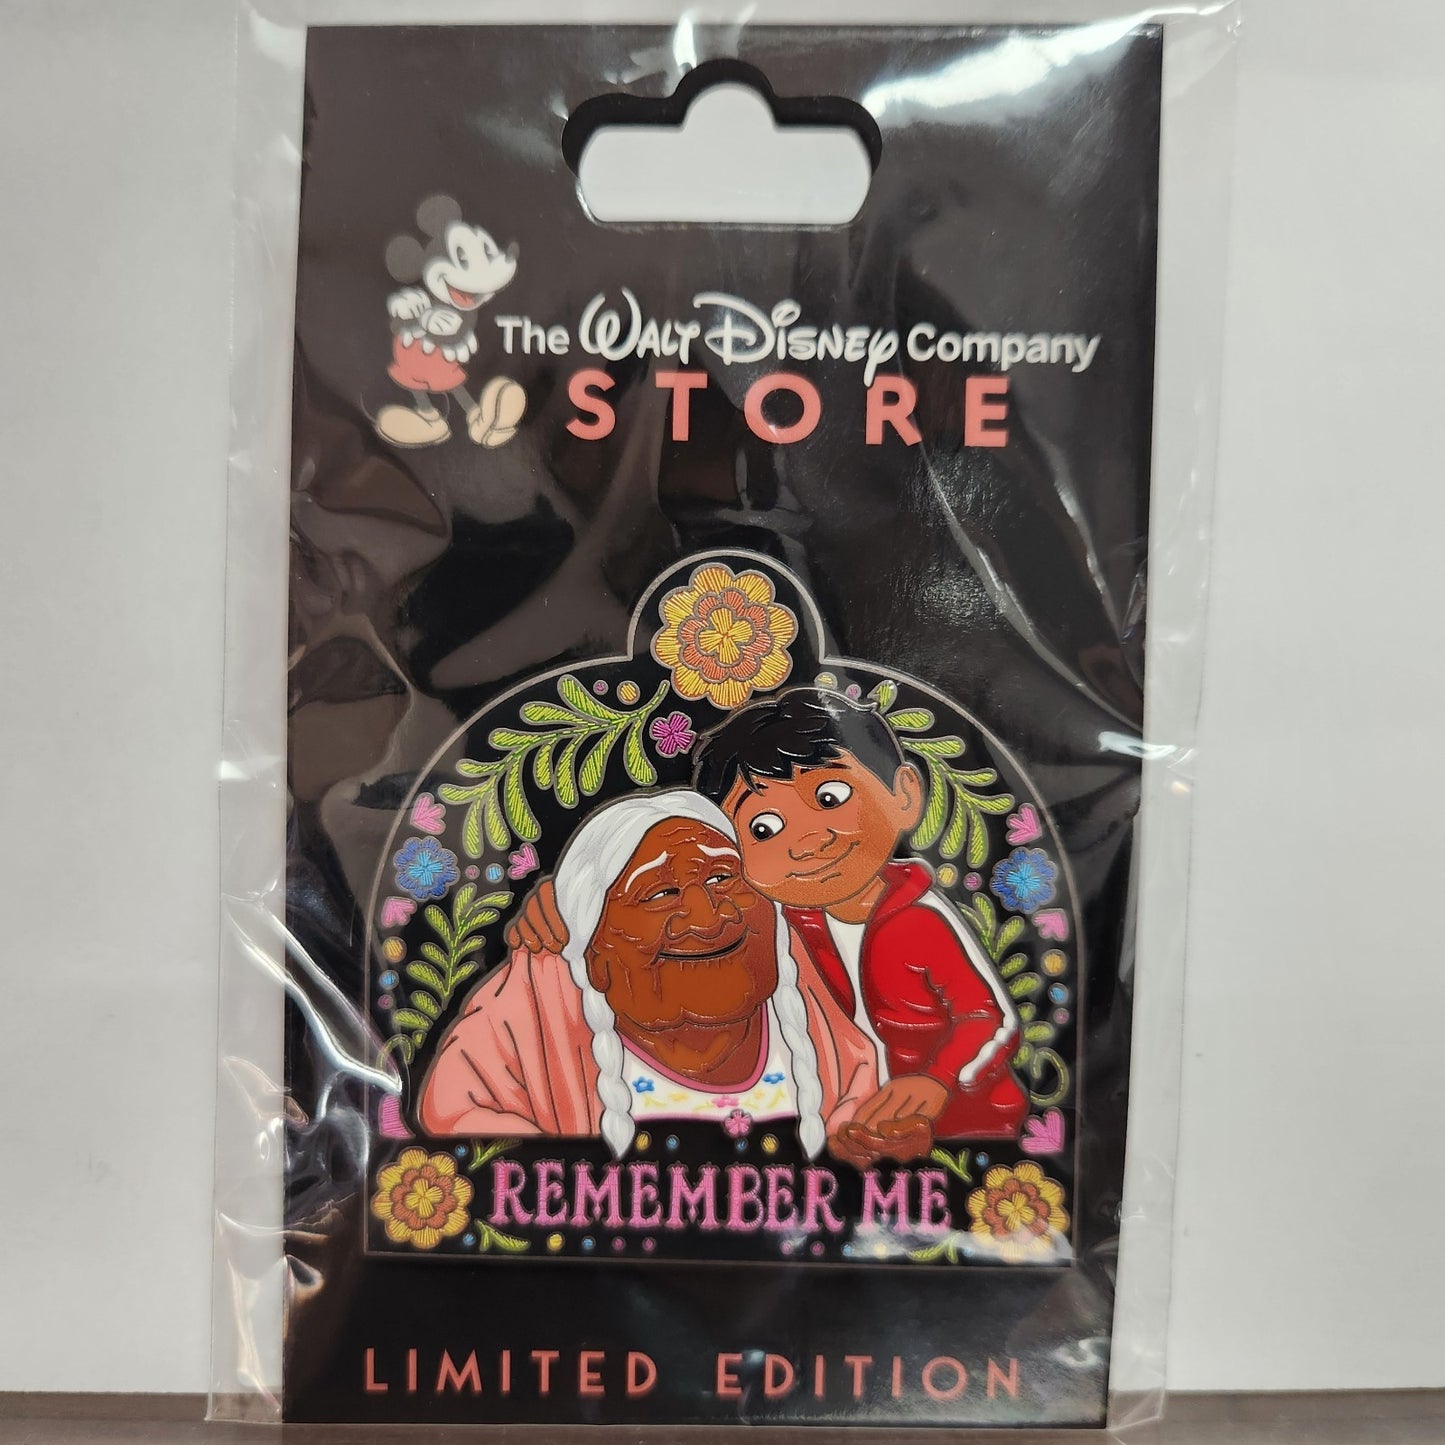 The Walt Disney Company
STORE
REMEMBER ME
LIMITED EDITION